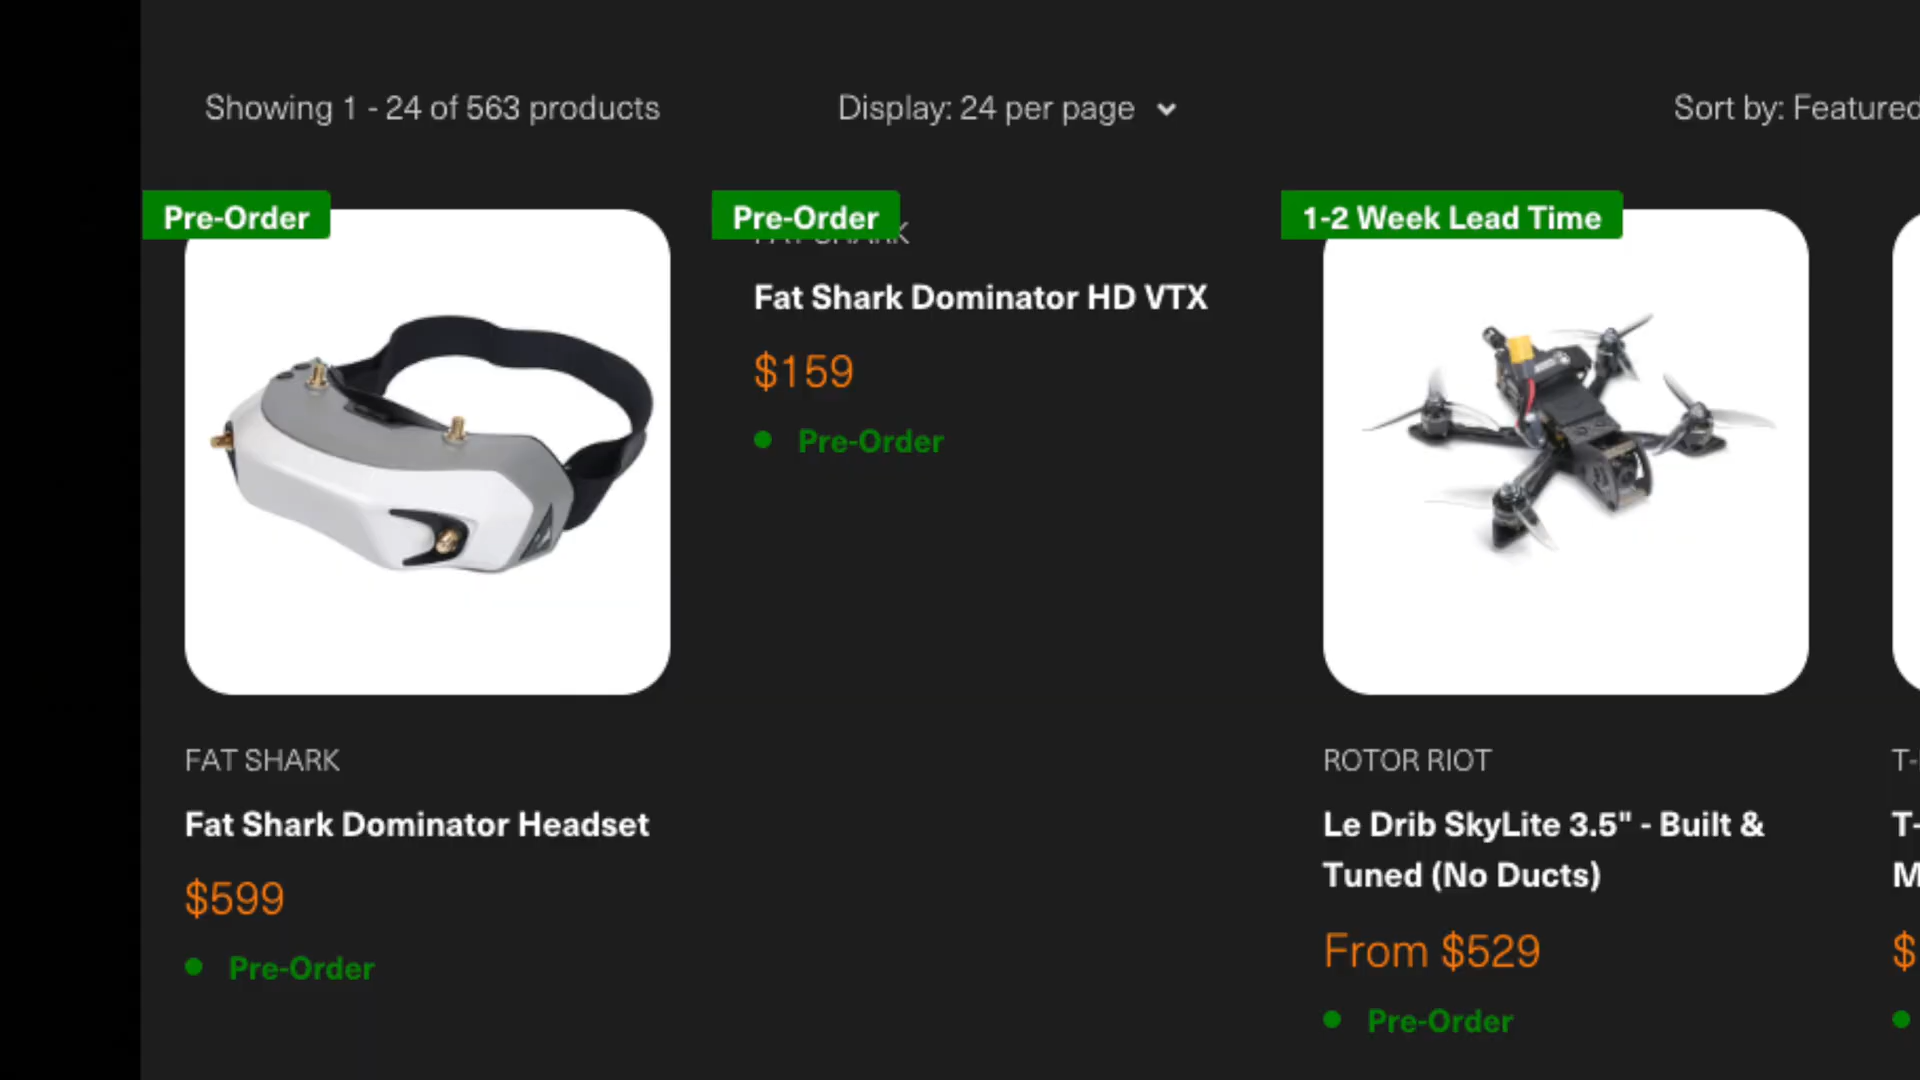 Showing 1 - 24 of 563 products
Display: 24 per page
Sort by: Featured
Pre-Order
FAT SHARK
Fat Shark Dominator Headset
$599
Pre-Order
Pre-Order
FAT SHARK
Fat Shark Dominator HD VTX
$159
Pre-Order
1-2 Week Lead Time
ROTOR RIOT
Le Drib SkyLite 3.5" - Built &
Tuned (No Ducts)
From $529
Pre-Order
T-
T-
M
$